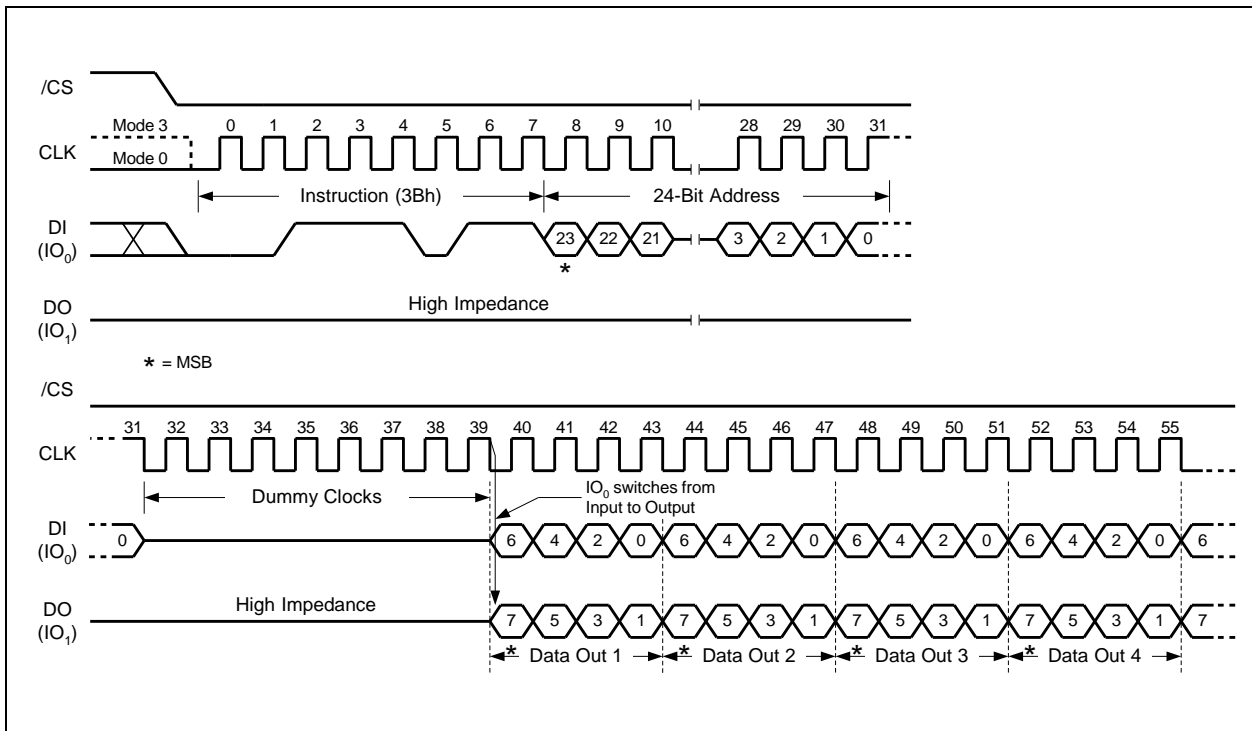 /CS
Mode 3
0 1 2 3 4 5 6 7 8 9 10 28 29 30 31
CLK
Mode 0
Instruction (3Bh) 24-Bit Address
DI
(IO0)
23 22 21 3 2 1 0
*
High Impedance
DO
(IO1)
* = MSB
/CS
31 32 33 34 35 36 37 38 39 40 41 42 43 44 45 46 47 48 49 50 51 52 53 54 55
CLK
Dummy Clocks
IO0 switches from
Input to Output
DI
(IO0)
0 6 4 2 0 6 4 2 0 6 4 2 0 6 4 2 0 6
High Impedance
DO
(IO1)
7 5 3 1 7 5 3 1 7 5 3 1 7 5 3 1 7
* Data Out 1 * Data Out 2 * Data Out 3 * Data Out 4